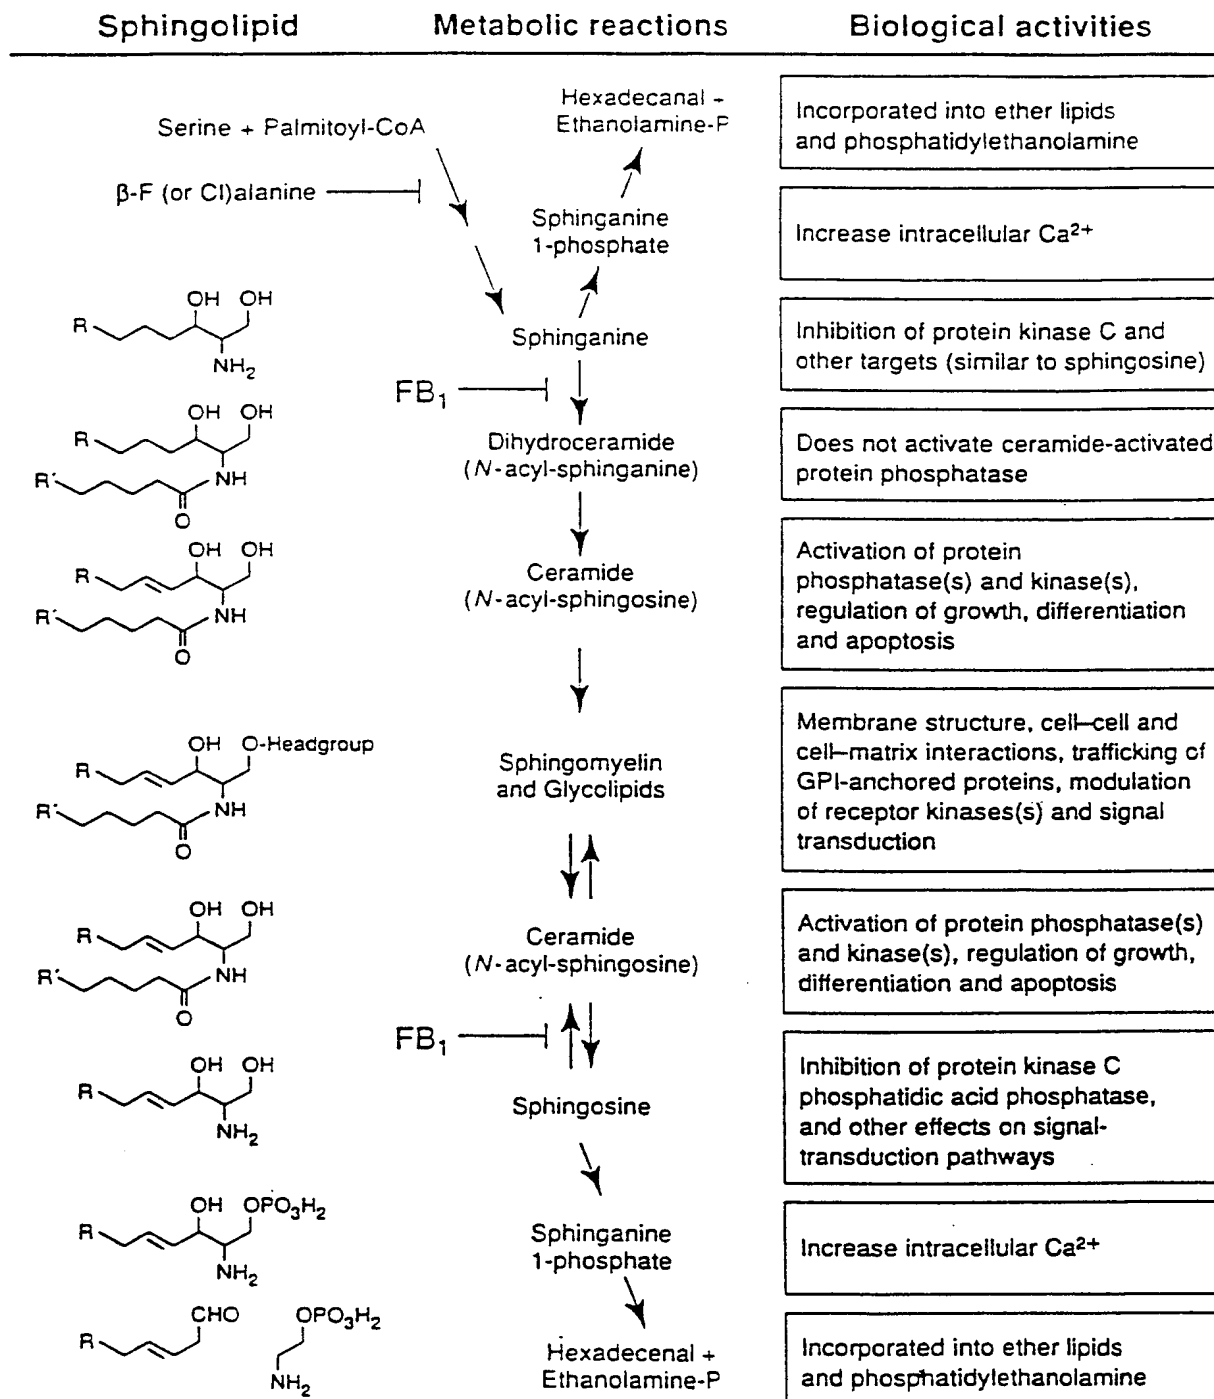 Sphingolipid
Metabolic reactions
Biological activities
Hexadecanal +
Ethanolamine-P
Incorporated into ether lipids
and phosphatidylethanolamine
Serine + Palmitoyl-CoA
β-F (or Cl)alanine
Sphinganine
1-phosphate
Increase intracellular Ca²⁺
OH OH
R
NH₂
Sphinganine
Inhibition of protein kinase C and
other targets (similar to sphingosine)
FB₁
OH OH
R
R' NH
O
Dihydroceramide
(N-acyl-sphinganine)
Does not activate ceramide-activated
protein phosphatase
OH OH
R
R' NH
O
Ceramide
(N-acyl-sphingosine)
Activation of protein
phosphatase(s) and kinase(s),
regulation of growth, differentiation
and apoptosis
OH O-Headgroup
R
R' NH
O
Sphingomyelin
and Glycolipids
Membrane structure, cell–cell and
cell–matrix interactions, trafficking of
GPI-anchored proteins, modulation
of receptor kinases(s) and signal
transduction
OH OH
R
R' NH
O
Ceramide
(N-acyl-sphingosine)
Activation of protein phosphatase(s)
and kinase(s), regulation of growth,
differentiation and apoptosis
FB₁
OH OH
R
NH₂
Sphingosine
Inhibition of protein kinase C
phosphatidic acid phosphatase,
and other effects on signal-
transduction pathways
OH OPO₃H₂
R
NH₂
Sphinganine
1-phosphate
Increase intracellular Ca²⁺
CHO OPO₃H₂
R
NH₂
Hexadecenal +
Ethanolamine-P
Incorporated into ether lipids
and phosphatidylethanolamine